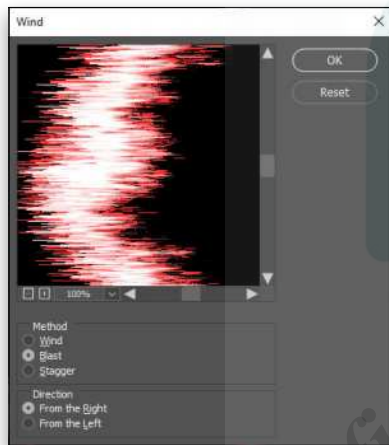 Wind
OK
Reset
100%
Method
Wind
Blast
Stagger
Direction
From the Right
From the Left